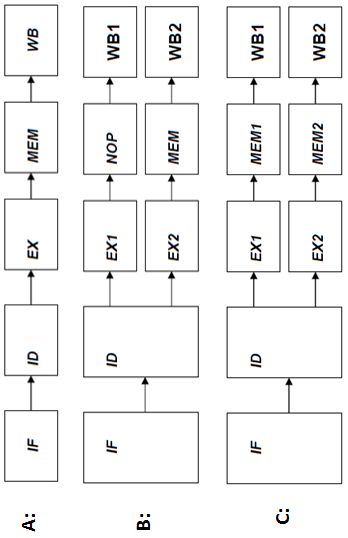 A: IF ID EX MEM WB
B: IF ID EX1 NOP WB1
EX2 MEM WB2
C: IF ID EX1 MEM1 WB1
EX2 MEM2 WB2